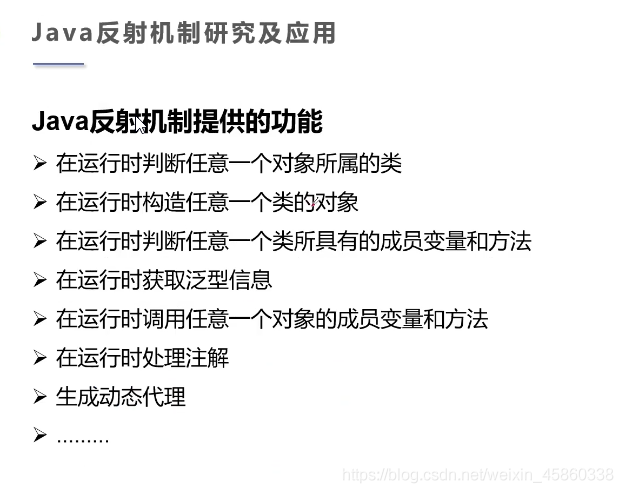 Java反射机制研究及应用
Java反射机制提供的功能
➢ 在运行时判断任意一个对象所属的类
➢ 在运行时构造任意一个类的对象
➢ 在运行时判断任意一个类所具有的成员变量和方法
➢ 在运行时获取泛型信息
➢ 在运行时调用任意一个对象的成员变量和方法
➢ 在运行时处理注解
➢ 生成动态代理
➢ ………
https://blog.csdn.net/weixin_45860338